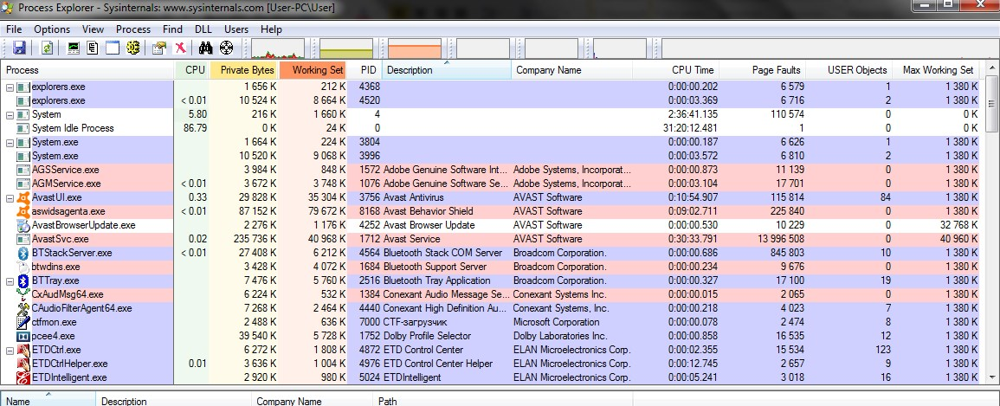 Process Explorer - Sysinternals: www.sysinternals.com [User-PC\User]
File Options View Process Find DLL Users Help
Process CPU Private Bytes Working Set PID Description Company Name CPU Time Page Faults USER Objects Max Working Set
explorers.exe 1 656 K 212 K 4368 0:00:00.202 6 579 1 1 380 K
explorers.exe < 0.01 10 524 K 8 664 K 4520 0:00:03.369 6 716 2 1 380 K
System 5.80 216 K 1 660 K 4 2:36:41.135 110 574 0 0 K
System Idle Process 86.79 0 K 24 K 0 31:20:12.481 1 0 0 K
System.exe 1 664 K 224 K 3804 0:00:00.187 6 626 1 1 380 K
System.exe 10 520 K 9 068 K 3996 0:00:03.572 6 810 2 1 380 K
AGSService.exe 3 984 K 848 K 1572 Adobe Genuine Software Int... Adobe Systems, Incorporat... 0:00:00.873 11 139 0 1 380 K
AGMService.exe < 0.01 3 672 K 3 748 K 1076 Adobe Genuine Software Se... Adobe Systems, Incorporat... 0:00:03.104 17 701 0 1 380 K
AvastUI.exe 0.33 29 828 K 35 304 K 3756 Avast Antivirus AVAST Software 0:10:54.907 115 814 84 1 380 K
aswidsagenta.exe < 0.01 87 152 K 79 672 K 8168 Avast Behavior Shield AVAST Software 0:09:02.711 225 840 0 1 380 K
AvastBrowserUpdate.exe 2 276 K 1 176 K 4252 Avast Browser Update AVAST Software 0:00:00.530 10 229 0 32 768 K
AvastSvc.exe 0.02 235 736 K 40 968 K 1712 Avast Service AVAST Software 0:30:33.791 13 996 508 0 40 960 K
BTStackServer.exe < 0.01 27 408 K 6 212 K 4564 Bluetooth Stack COM Server Broadcom Corporation. 0:00:00.686 845 803 10 1 380 K
btwdins.exe 3 428 K 4 072 K 1684 Bluetooth Support Server Broadcom Corporation. 0:00:00.234 9 676 0 1 380 K
BTTray.exe 7 476 K 5 760 K 2516 Bluetooth Tray Application Broadcom Corporation. 0:00:00.327 17 100 19 1 380 K
CxAudMsg64.exe 6 224 K 532 K 1384 Conexant Audio Message Se... Conexant Systems Inc. 0:00:00.015 2 065 0 1 380 K
CAudioFilterAgent64.exe 7 268 K 2 464 K 4440 Conexant High Definition Au... Conexant Systems, Inc. 0:00:00.218 4 023 7 1 380 K
ctfmon.exe 2 488 K 636 K 7000 CTF-загрузчик Microsoft Corporation 0:00:00.078 2 474 8 1 380 K
pcee4.exe 39 540 K 5 728 K 1752 Dolby Profile Selector Dolby Laboratories Inc. 0:00:00.858 16 535 12 1 380 K
ETDCtrl.exe 6 272 K 1 808 K 4872 ETD Control Center ELAN Microelectronics Corp. 0:00:02.355 15 534 123 1 380 K
ETDCtrlHelper.exe 0.01 3 636 K 1 004 K 4976 ETD Control Center Helper ELAN Microelectronics Corp. 0:00:12.745 2 657 9 1 380 K
ETDIntelligent.exe 2 920 K 980 K 5024 ETDIntelligent ELAN Microelectronics Corp. 0:00:05.241 3 018 16 1 380 K
Name Description Company Name Path